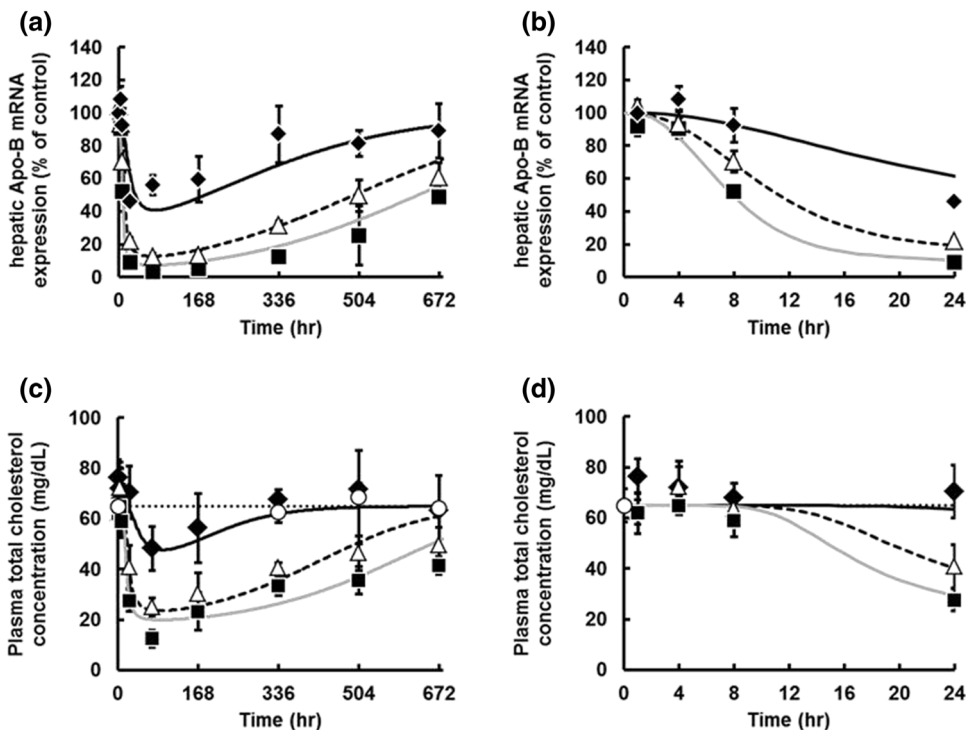 (a)
hepatic Apo-B mRNA
expression (% of control)
140
120
100
80
60
40
20
0
0 168 336 504 672
Time (hr)
(b)
hepatic Apo-B mRNA
expression (% of control)
140
120
100
80
60
40
20
0
0 4 8 12 16 20 24
Time (hr)
(c)
Plasma total cholesterol
concentration (mg/dL)
100
80
60
40
20
0
0 168 336 504 672
Time (hr)
(d)
Plasma total cholesterol
concentration (mg/dL)
100
80
60
40
20
0
0 4 8 12 16 20 24
Time (hr)